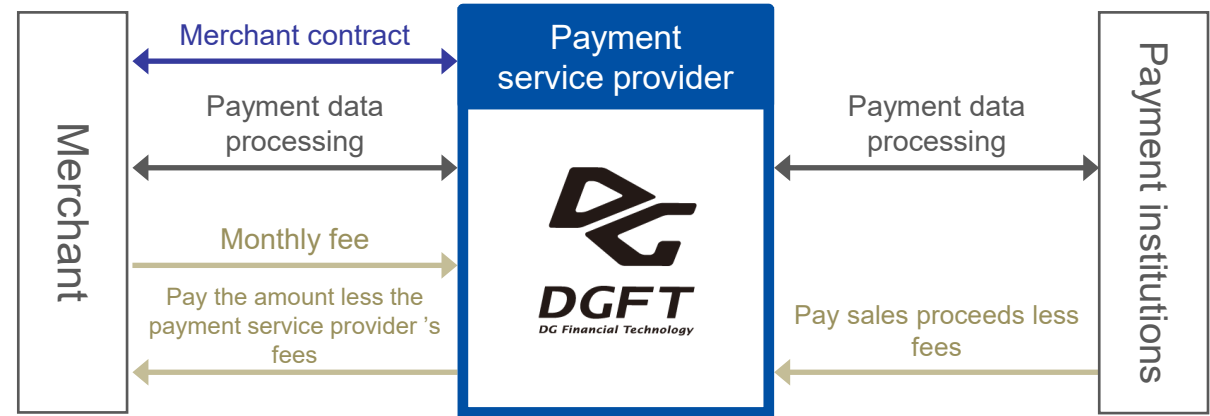 Merchant
Merchant contract
Payment data
processing
Monthly fee
Pay the amount less the
payment service provider ’s
fees
Payment
service provider
DGFT
DG Financial Technology
Payment data
processing
Pay sales proceeds less
fees
Payment institutions